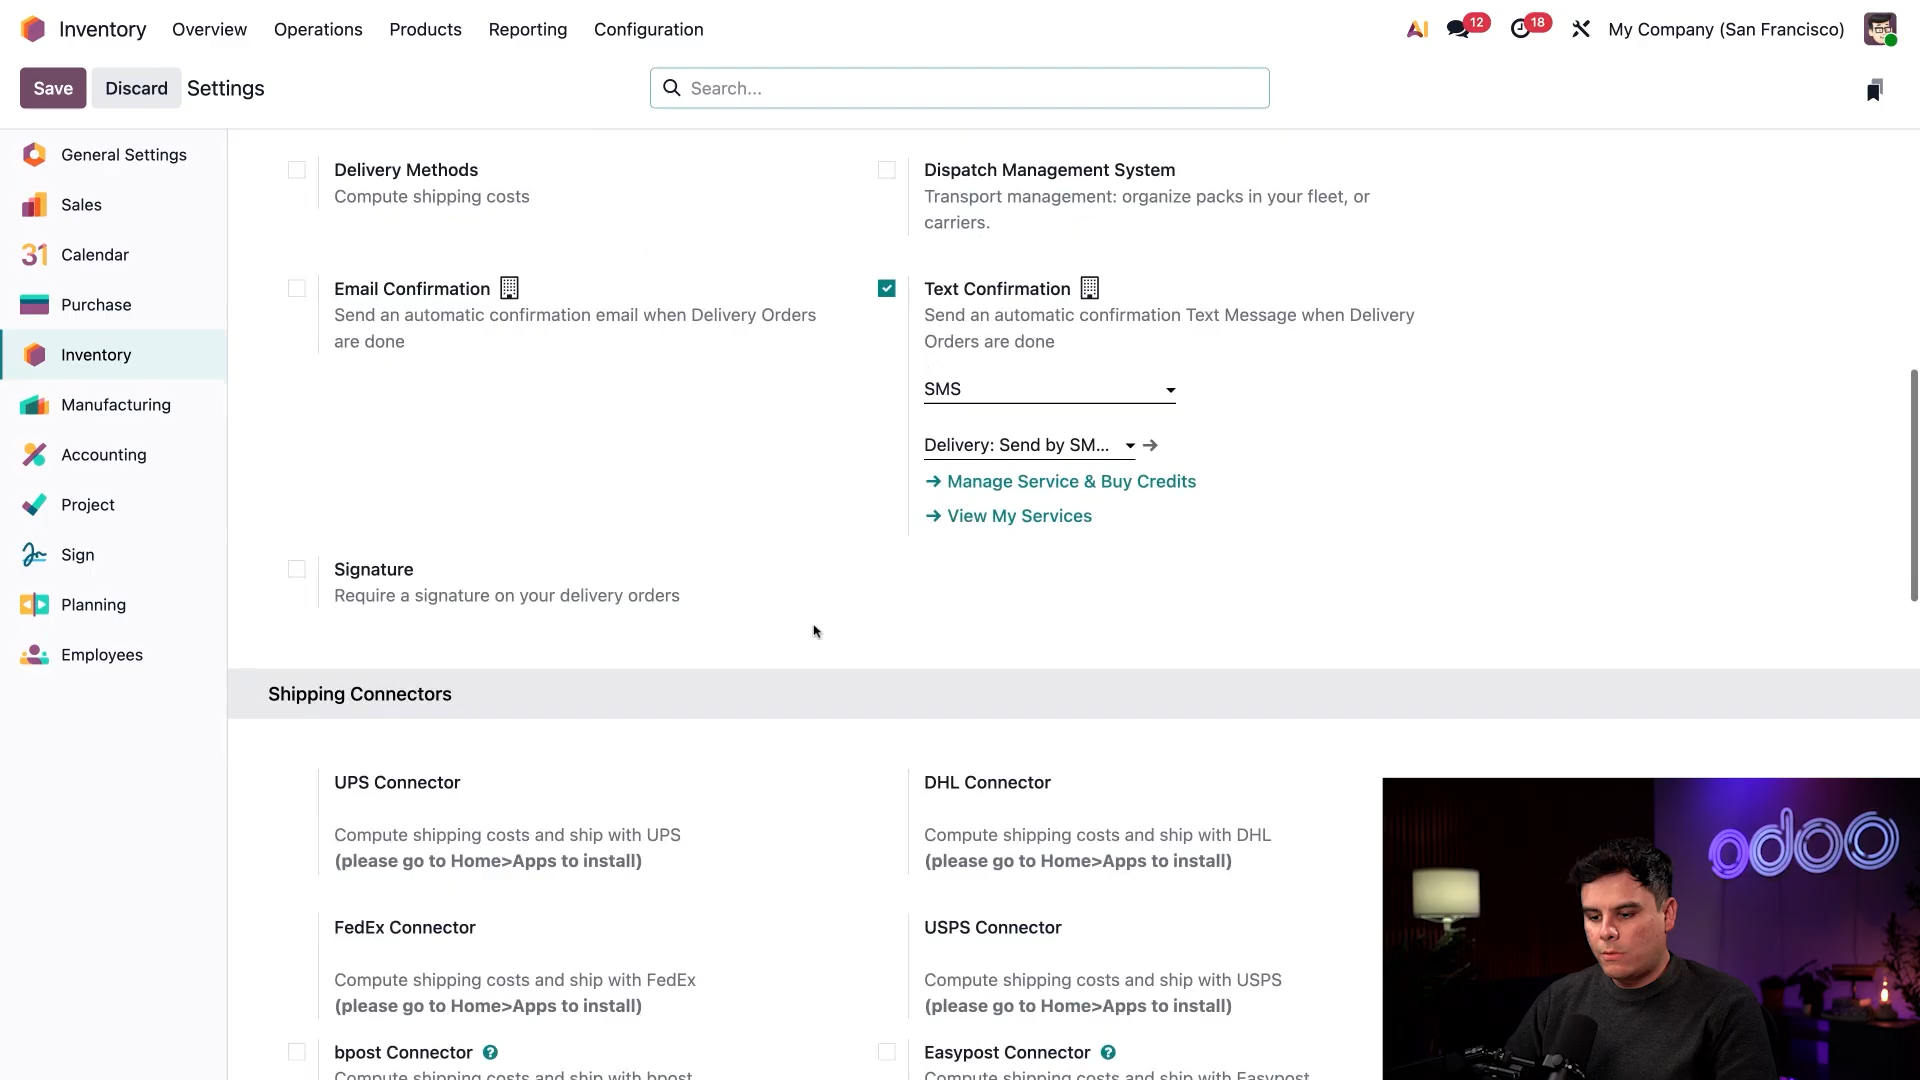 Inventory Overview Operations Products Reporting Configuration 12 18 My Company (San Francisco)
Save Discard Settings Search...
General Settings
Sales
Calendar
Purchase
Inventory
Manufacturing
Accounting
Project
Sign
Planning
Employees
Delivery Methods
Compute shipping costs
Dispatch Management System
Transport management: organize packs in your fleet, or
carriers.
Email Confirmation
Send an automatic confirmation email when Delivery Orders
are done
Text Confirmation
Send an automatic confirmation Text Message when Delivery
Orders are done
SMS
Delivery: Send by SM...
Manage Service & Buy Credits
View My Services
Signature
Require a signature on your delivery orders
Shipping Connectors
UPS Connector
Compute shipping costs and ship with UPS
(please go to Home>Apps to install)
DHL Connector
Compute shipping costs and ship with DHL
(please go to Home>Apps to install)
FedEx Connector
Compute shipping costs and ship with FedEx
(please go to Home>Apps to install)
USPS Connector
Compute shipping costs and ship with USPS
(please go to Home>Apps to install)
bpost Connector ?
Compute shipping costs and ship with bpost
Easypost Connector ?
Compute shipping costs and ship with Easypost
odoo